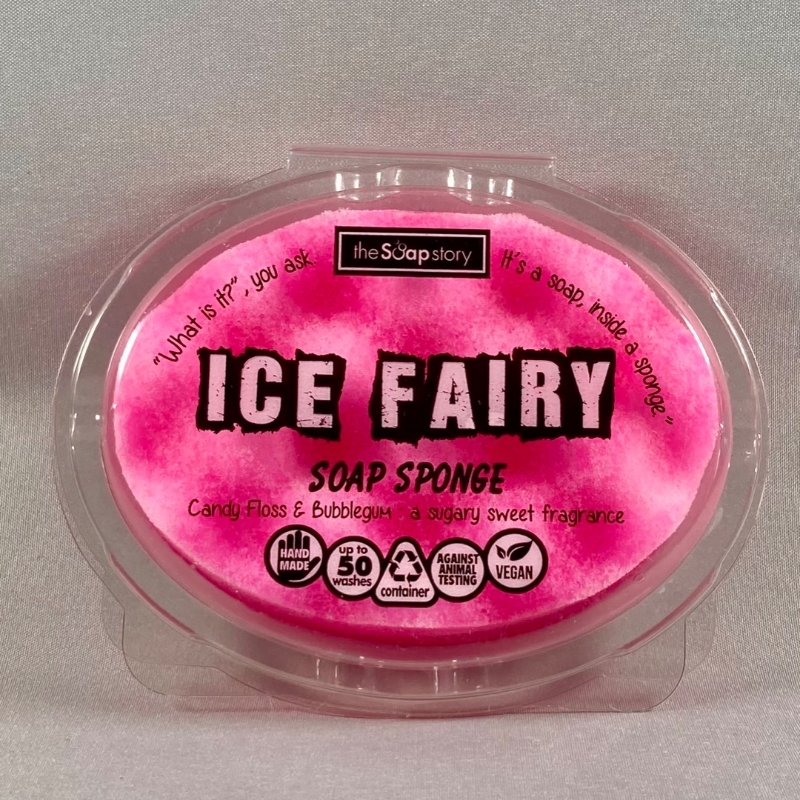 the Soap story
"What is it?", you ask.
It's a soap, inside a sponge."
ICE FAIRY
SOAP SPONGE
Candy Floss & Bubblegum . a sugary sweet fragrance
HAND MADE
up to 50 washes
container
AGAINST ANIMAL TESTING
VEGAN